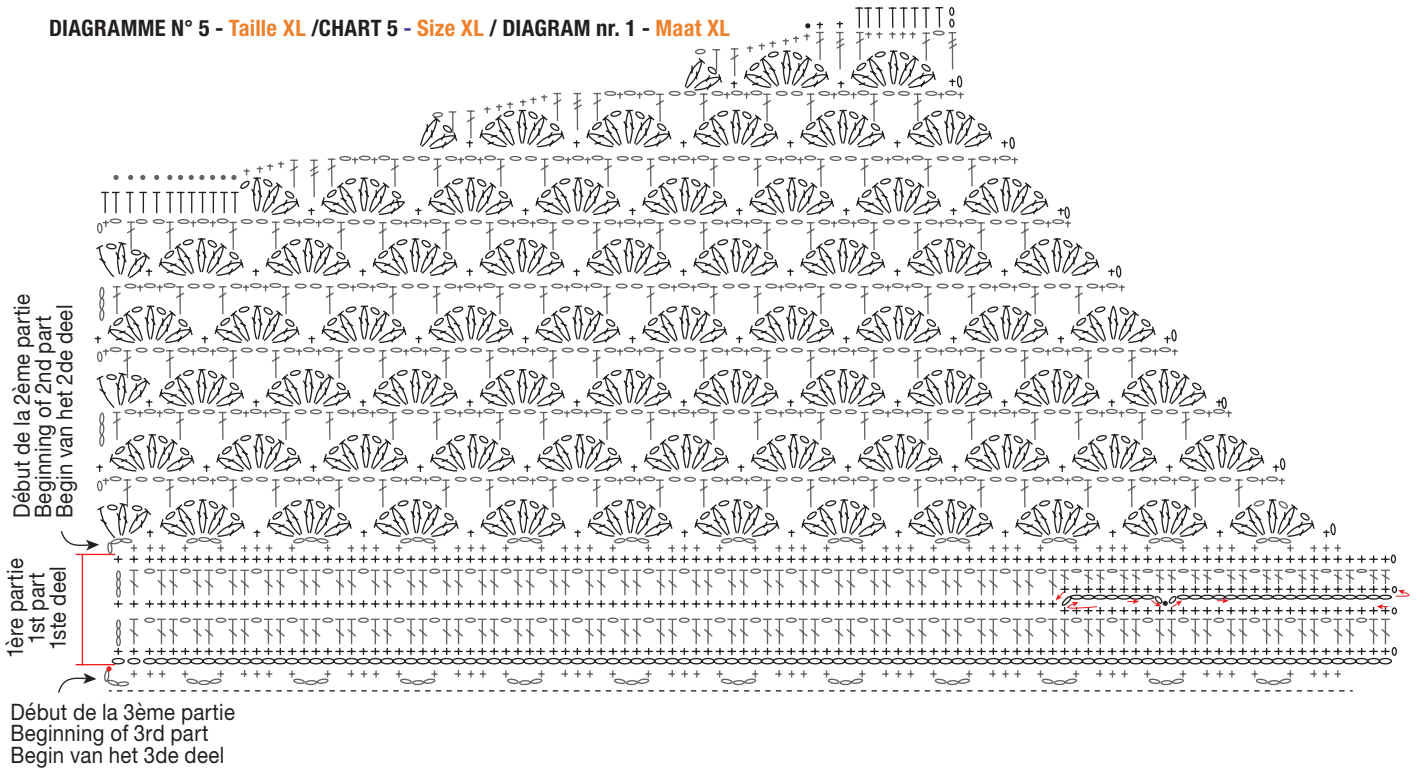 DIAGRAMME N° 5 - Taille XL /CHART 5 - Size XL / DIAGRAM nr. 1 - Maat XL
Début de la 2ème partie
Beginning of 2nd part
Begin van het 2de deel
1ère partie
1st part
1ste deel
Début de la 3ème partie
Beginning of 3rd part
Begin van het 3de deel